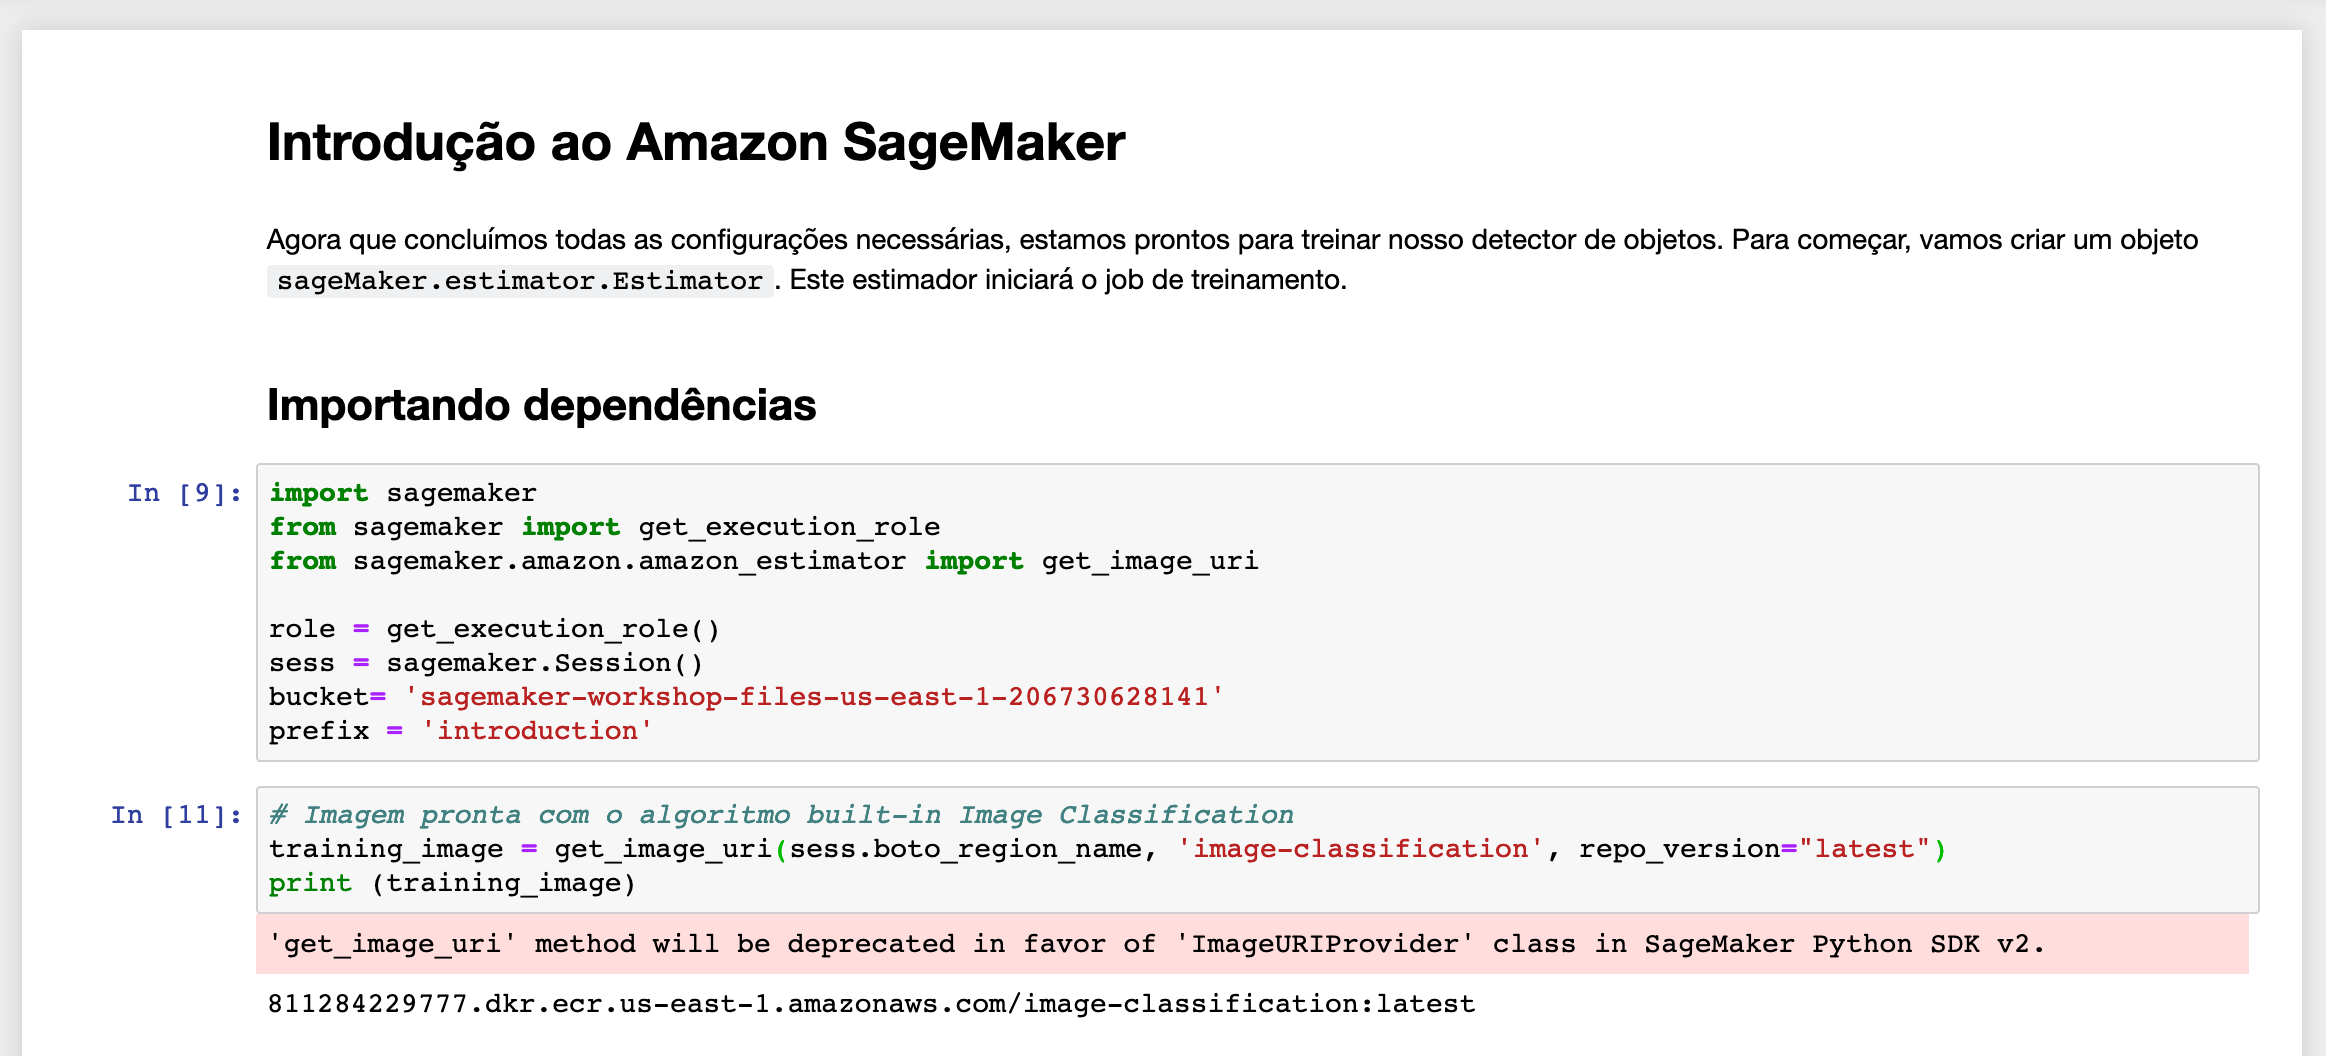 Introdução ao Amazon SageMaker
Agora que concluímos todas as configurações necessárias, estamos prontos para treinar nosso detector de objetos. Para começar, vamos criar um objeto
sageMaker.estimator.Estimator. Este estimador iniciará o job de treinamento.
Importando dependências
In [9]:
import sagemaker
from sagemaker import get_execution_role
from sagemaker.amazon.amazon_estimator import get_image_uri
role = get_execution_role()
sess = sagemaker.Session()
bucket= 'sagemaker-workshop-files-us-east-1-206730628141'
prefix = 'introduction'
In [11]:
# Imagem pronta com o algoritmo built-in Image Classification
training_image = get_image_uri(sess.boto_region_name, 'image-classification', repo_version="latest")
print (training_image)
'get_image_uri' method will be deprecated in favor of 'ImageURIProvider' class in SageMaker Python SDK v2.
811284229777.dkr.ecr.us-east-1.amazonaws.com/image-classification:latest